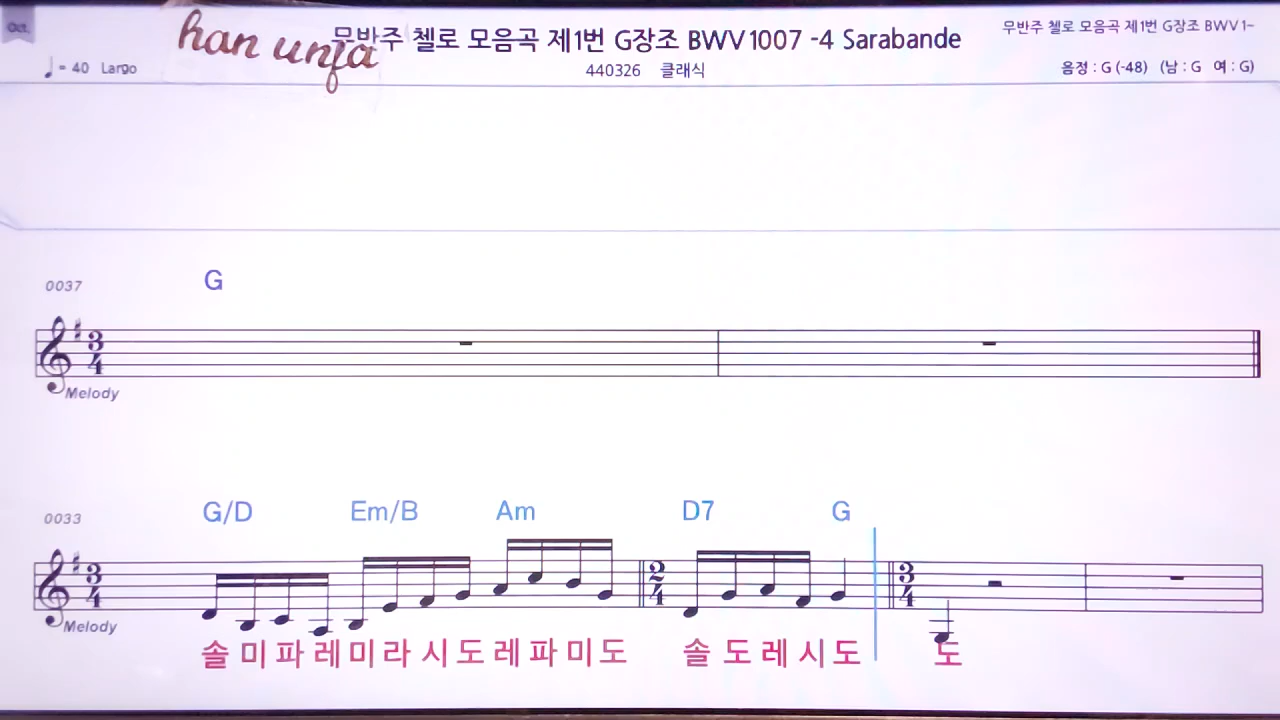 han unfa
무반주 첼로 모음곡 제1번 G장조 BWV1007 -4 Sarabande
무반주 첼로 모음곡 제1번 G장조 BWV1~
♩= 40 Largo
440326 클래식
음정 : G (-48) (남 : G 여 : G)
G
0037
3
4
Melody
G/D Em/B Am D7 G
0033
3
4
2
4
3
4
Melody
솔 미 파 레 미 라 시 도 레 파 미 도 솔 도 레 시 도 도